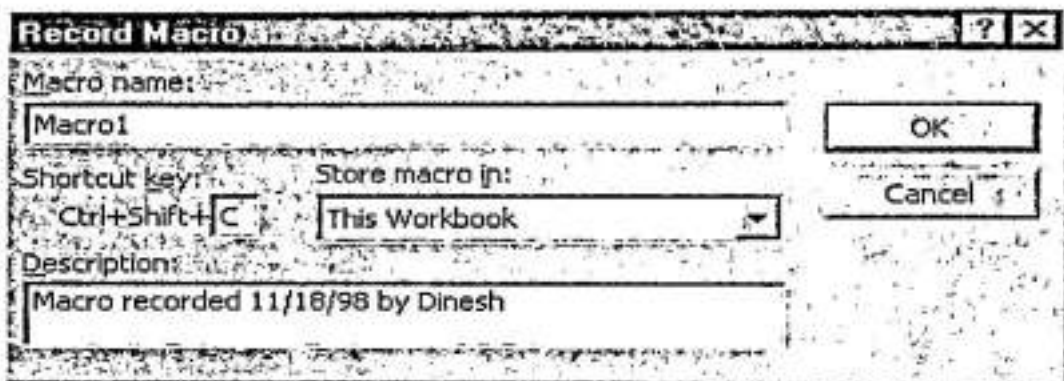 Record Macro ? X
Macro name:
Macro1
OK
Shortcut key: Store macro in:
Ctrl+Shift+ C This Workbook
Cancel
Description:
Macro recorded 11/18/98 by Dinesh